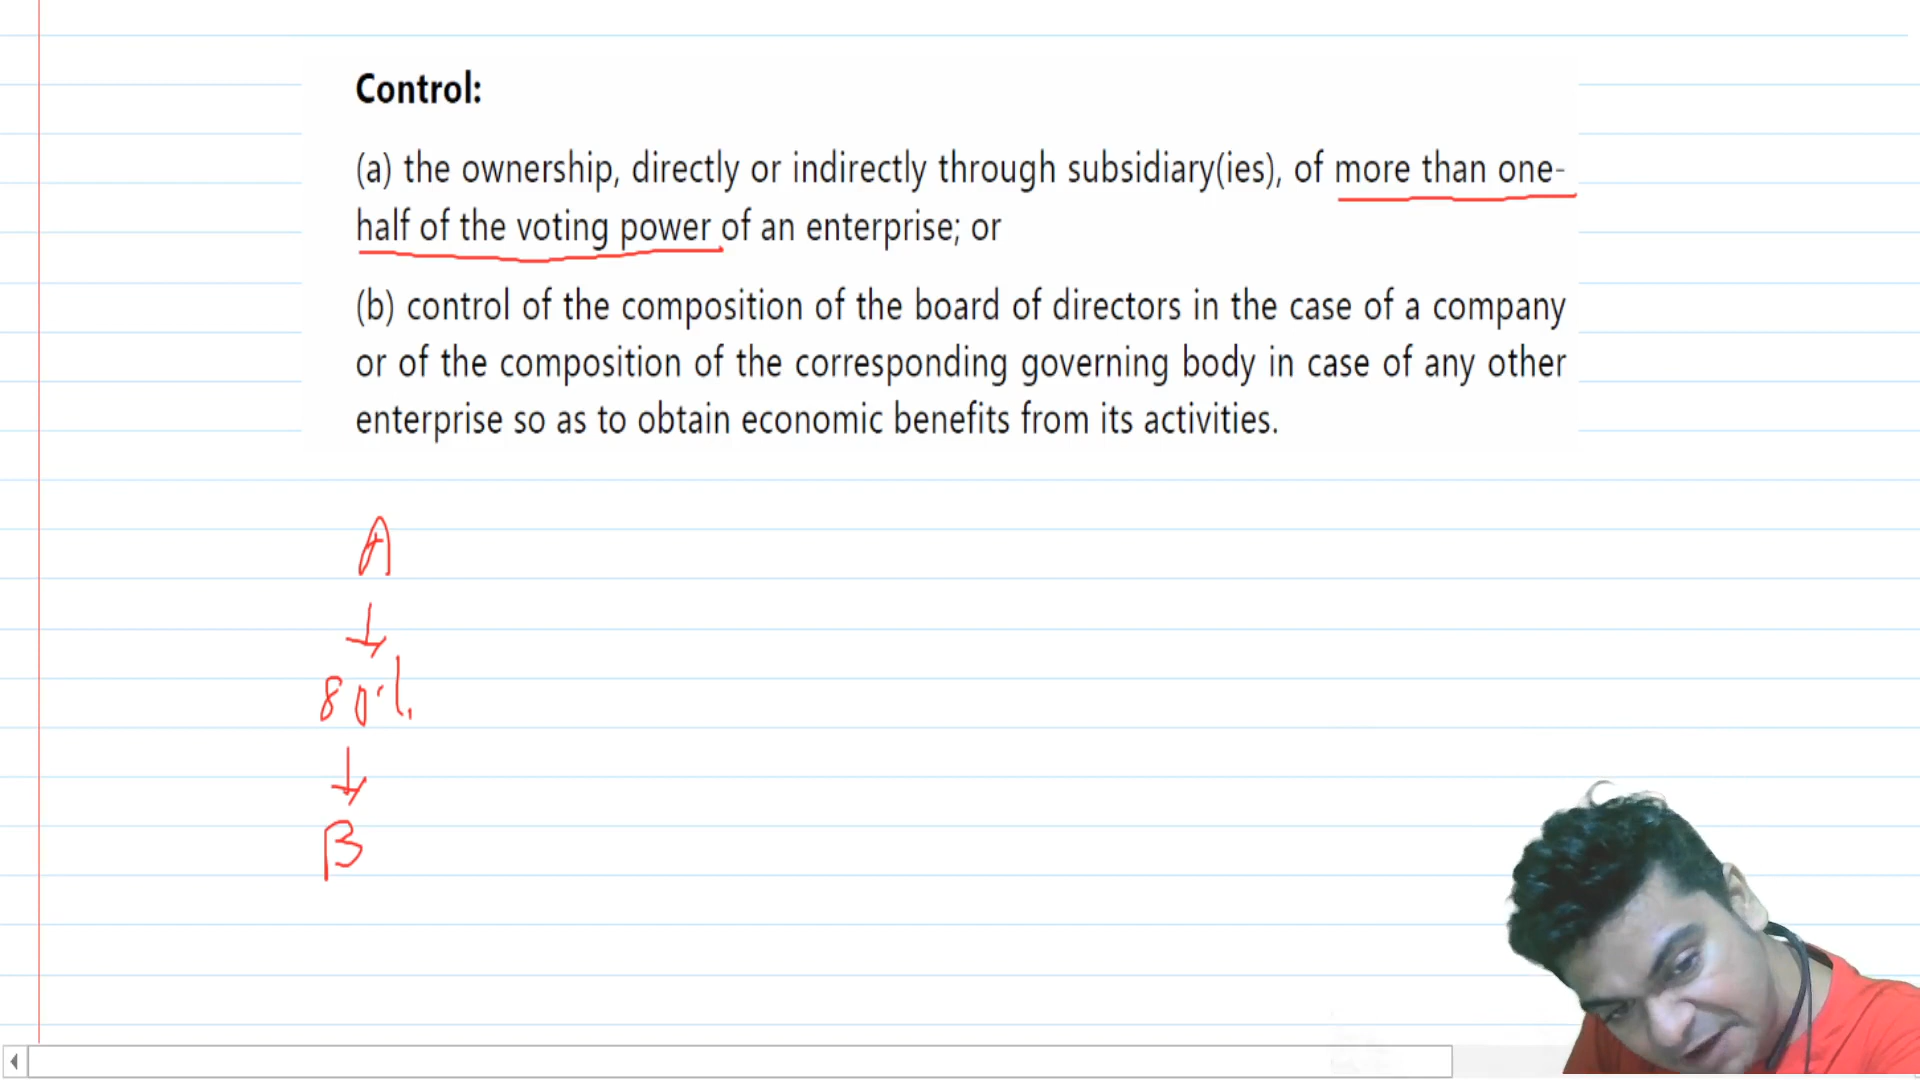 Control:
(a) the ownership, directly or indirectly through subsidiary(ies), of more than one-
half of the voting power of an enterprise; or
(b) control of the composition of the board of directors in the case of a company
or of the composition of the corresponding governing body in case of any other
enterprise so as to obtain economic benefits from its activities.
A
80%
B